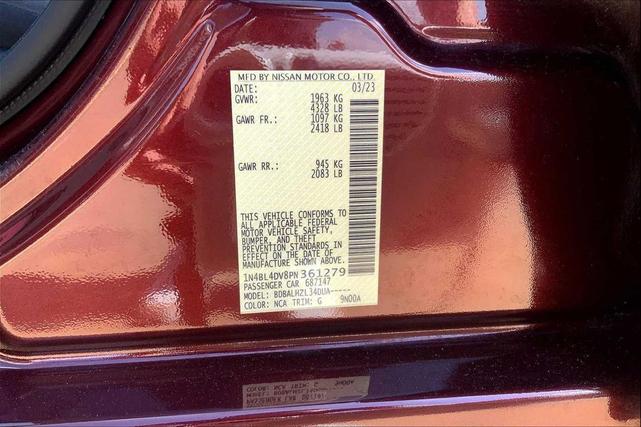 MFD BY NISSAN MOTOR CO., LTD
DATE: 03/23
GVWR: 1963 KG
4328 LB
GAWR FR.: 1097 KG
2418 LB
GAWR RR.: 945 KG
2083 LB
THIS VEHICLE CONFORMS TO
ALL APPLICABLE FEDERAL
MOTOR VEHICLE SAFETY,
BUMPER, AND THEFT
PREVENTION STANDARDS IN
EFFECT ON THE DATE OF
MANUFACTURE SHOWN ABOVE.
1N4BL4DV8PN361279
PASSENGER CAR 687147
MODEL: BDBALHZL34DUA-----
COLOR: NCA TRIM: G 9N00A